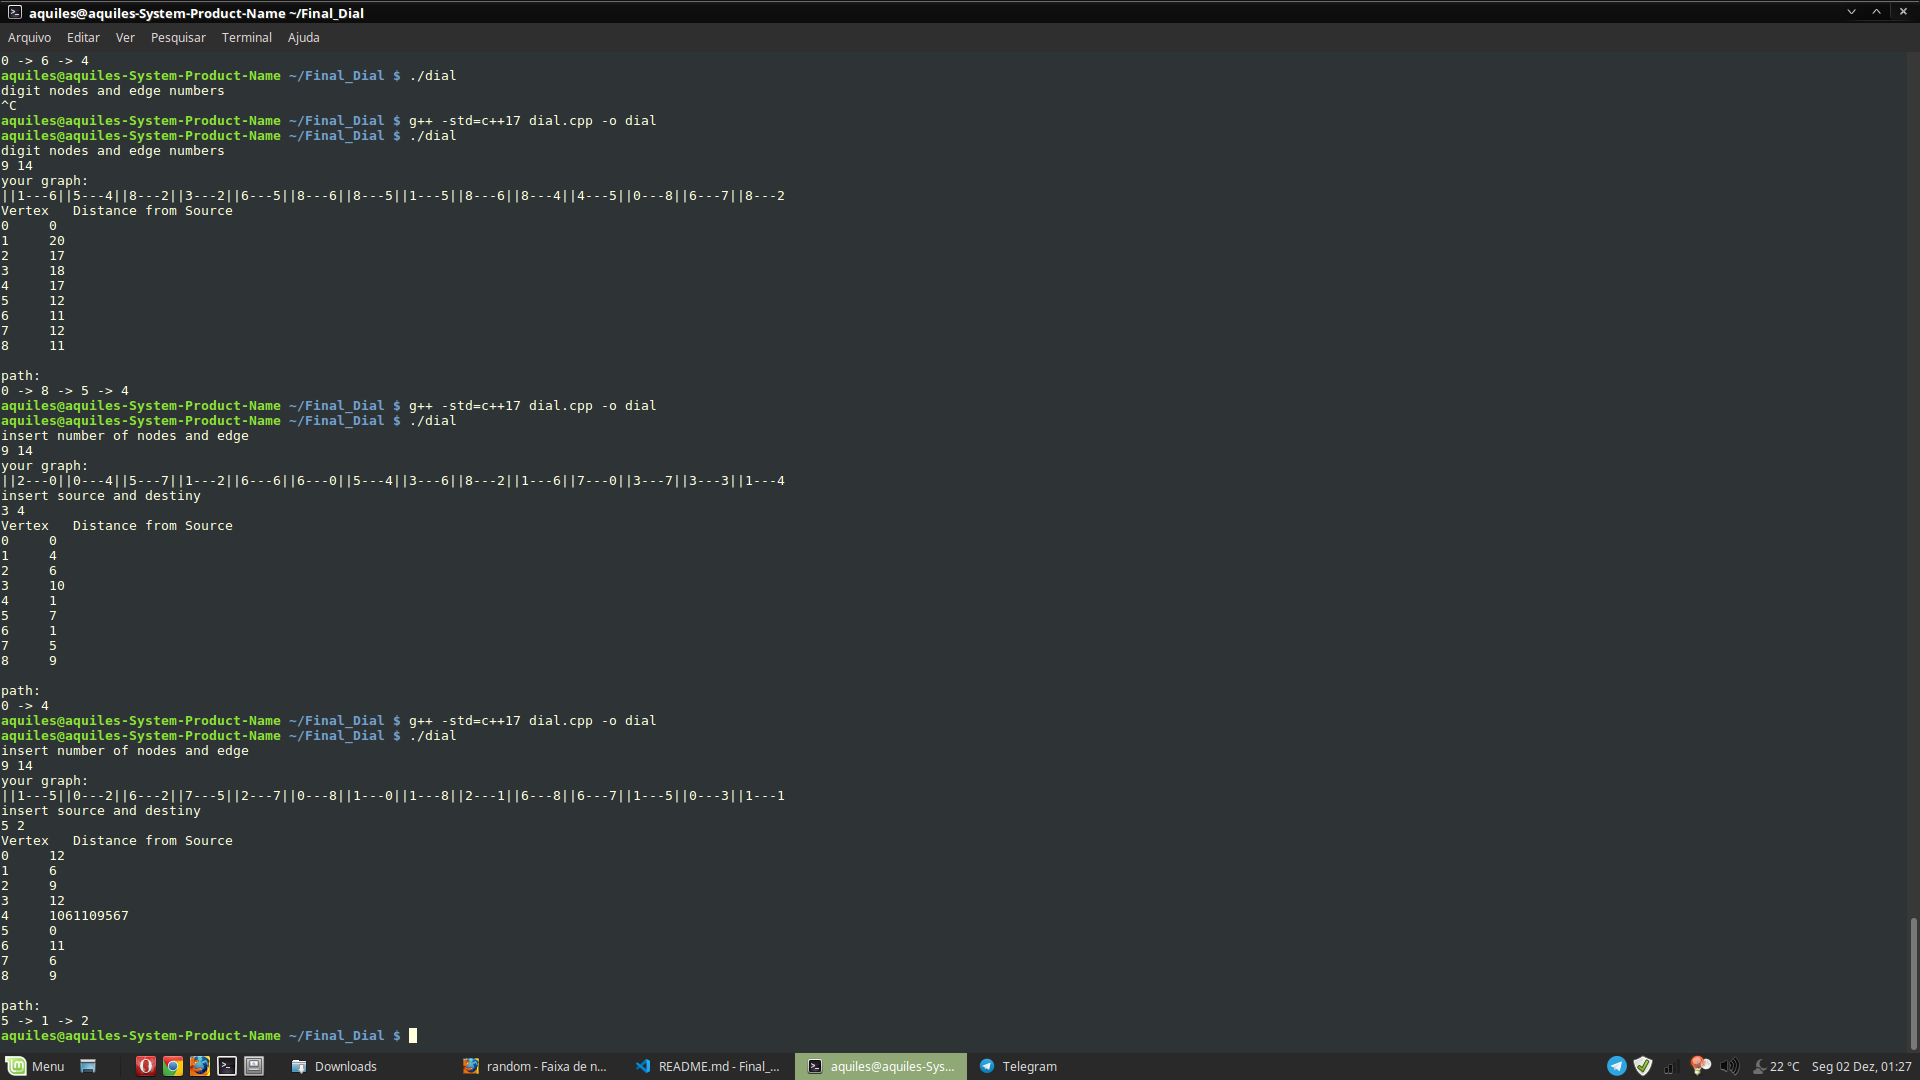 aquiles@aquiles-System-Product-Name ~/Final_Dial
Arquivo Editar Ver Pesquisar Terminal Ajuda
0 -> 6 -> 4
aquiles@aquiles-System-Product-Name ~/Final_Dial $ ./dial
digit nodes and edge numbers
^C
aquiles@aquiles-System-Product-Name ~/Final_Dial $ g++ -std=c++17 dial.cpp -o dial
aquiles@aquiles-System-Product-Name ~/Final_Dial $ ./dial
digit nodes and edge numbers
9 14
your graph:
||1---6||5---4||8---2||3---2||6---5||8---6||8---5||1---5||8---6||8---4||4---5||0---8||6---7||8---2
Vertex   Distance from Source
0     0
1     20
2     17
3     18
4     17
5     12
6     11
7     12
8     11
path:
0 -> 8 -> 5 -> 4
aquiles@aquiles-System-Product-Name ~/Final_Dial $ g++ -std=c++17 dial.cpp -o dial
aquiles@aquiles-System-Product-Name ~/Final_Dial $ ./dial
insert number of nodes and edge
9 14
your graph:
||2---0||0---4||5---7||1---2||6---6||6---0||5---4||3---6||8---2||1---6||7---0||3---7||3---3||1---4
insert source and destiny
3 4
Vertex   Distance from Source
0     0
1     4
2     6
3     10
4     1
5     7
6     1
7     5
8     9
path:
0 -> 4
aquiles@aquiles-System-Product-Name ~/Final_Dial $ g++ -std=c++17 dial.cpp -o dial
aquiles@aquiles-System-Product-Name ~/Final_Dial $ ./dial
insert number of nodes and edge
9 14
your graph:
||1---5||0---2||6---2||7---5||2---7||0---8||1---0||1---8||2---1||6---8||6---7||1---5||0---3||1---1
insert source and destiny
5 2
Vertex   Distance from Source
0     12
1     6
2     9
3     12
4     1061109567
5     0
6     11
7     6
8     9
path:
5 -> 1 -> 2
aquiles@aquiles-System-Product-Name ~/Final_Dial $
Menu Downloads random - Faixa de n... README.md - Final_... aquiles@aquiles-Sys... Telegram 22 °C Seg 02 Dez, 01:27